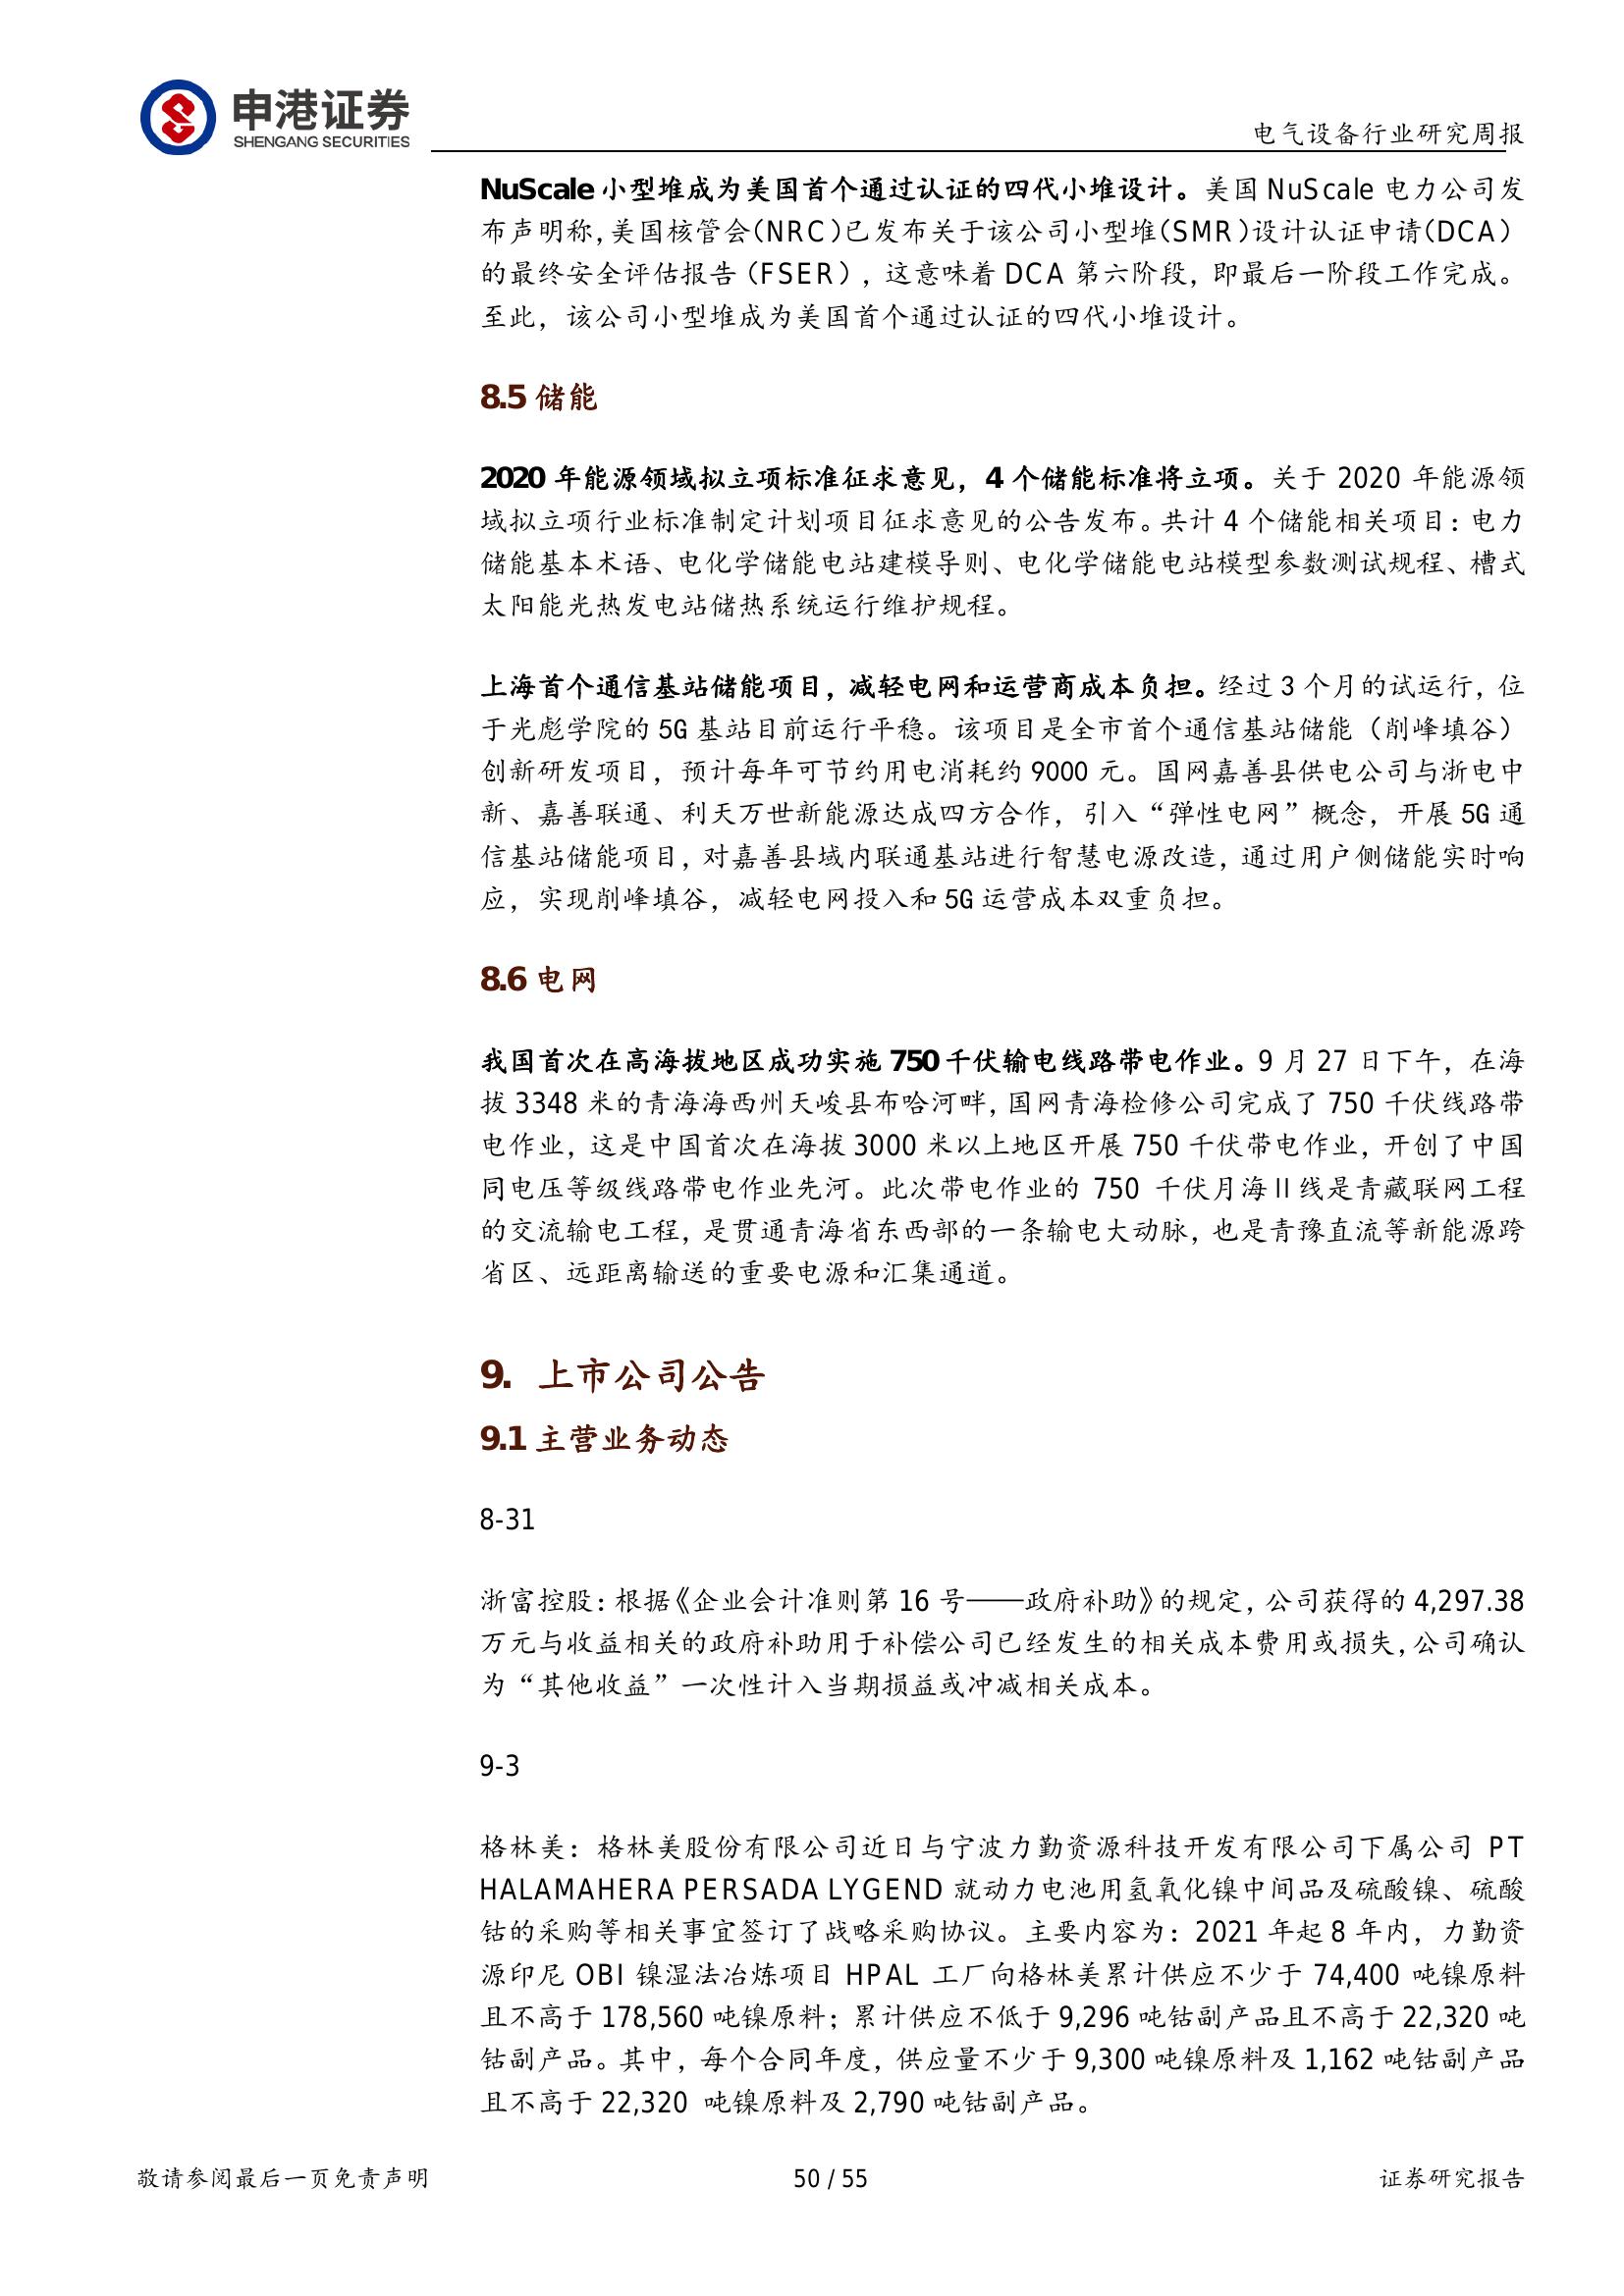 申港证券
SHENGANG SECURITIES
电气设备行业研究周报
NuScale 小型堆成为美国首个通过认证的四代小堆设计。美国 NuScale 电力公司发
布声明称，美国核管会（NRC）已发布关于该公司小型堆（SMR）设计认证申请（DCA）
的最终安全评估报告（FSER），这意味着 DCA 第六阶段，即最后一阶段工作完成。
至此，该公司小型堆成为美国首个通过认证的四代小堆设计。
8.5 储能
2020 年能源领域拟立项标准征求意见，4 个储能标准将立项。关于 2020 年能源领
域拟立项行业标准制定计划项目征求意见的公告发布。共计 4 个储能相关项目：电力
储能基本术语、电化学储能电站建模导则、电化学储能电站模型参数测试规程、槽式
太阳能光热发电站储热系统运行维护规程。
上海首个通信基站储能项目，减轻电网和运营商成本负担。经过 3 个月的试运行，位
于光彪学院的 5G 基站目前运行平稳。该项目是全市首个通信基站储能（削峰填谷）
创新研发项目，预计每年可节约用电消耗约 9000 元。国网嘉善县供电公司与浙电中
新、嘉善联通、利天万世新能源达成四方合作，引入“弹性电网”概念，开展 5G 通
信基站储能项目，对嘉善县域内联通基站进行智慧电源改造，通过用户侧储能实时响
应，实现削峰填谷，减轻电网投入和 5G 运营成本双重负担。
8.6 电网
我国首次在高海拔地区成功实施 750 千伏输电线路带电作业。9 月 27 日下午，在海
拔 3348 米的青海海西州天峻县布哈河畔，国网青海检修公司完成了 750 千伏线路带
电作业，这是中国首次在海拔 3000 米以上地区开展 750 千伏带电作业，开创了中国
同电压等级线路带电作业先河。此次带电作业的 750 千伏月海Ⅱ线是青藏联网工程
的交流输电工程，是贯通青海省东西部的一条输电大动脉，也是青豫直流等新能源跨
省区、远距离输送的重要电源和汇集通道。
9. 上市公司公告
9.1 主营业务动态
8-31
浙富控股：根据《企业会计准则第 16 号——政府补助》的规定，公司获得的 4,297.38
万元与收益相关的政府补助用于补偿公司已经发生的相关成本费用或损失，公司确认
为“其他收益”一次性计入当期损益或冲减相关成本。
9-3
格林美：格林美股份有限公司近日与宁波力勤资源科技开发有限公司下属公司 PT
HALAMAHERA PERSADA LYGEND 就动力电池用氢氧化镍中间品及硫酸镍、硫酸
钴的采购等相关事宜签订了战略采购协议。主要内容为：2021 年起 8 年内，力勤资
源印尼 OBI 镍湿法冶炼项目 HPAL 工厂向格林美累计供应不少于 74,400 吨镍原料
且不高于 178,560 吨镍原料；累计供应不低于 9,296 吨钴副产品且不高于 22,320 吨
钴副产品。其中，每个合同年度，供应量不少于 9,300 吨镍原料及 1,162 吨钴副产品
且不高于 22,320 吨镍原料及 2,790 吨钴副产品。
敬请参阅最后一页免责声明
50 / 55
证券研究报告